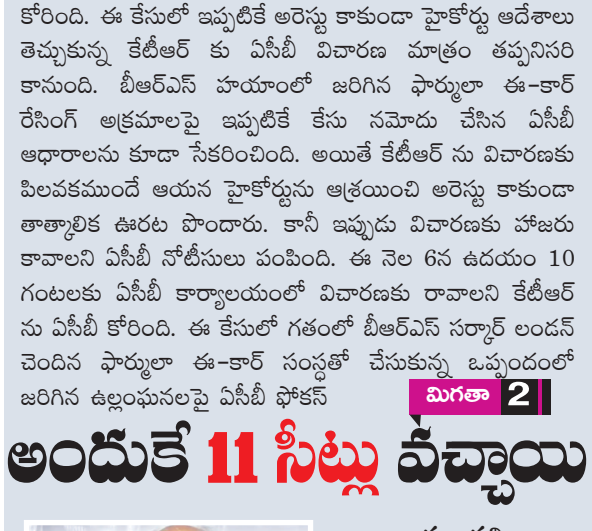 కోరింది. ఈ కేసులో ఇప్పటికే అరెస్టు కాకుండా హైకోర్టు ఆదేశాలు
తెచ్చుకున్న కేటీఆర్ కు ఏసీబీ విచారణ మాత్రం తప్పనిసరి
కానుంది. బీఆర్ఎస్ హయాంలో జరిగిన ఫార్ములా ఈ-కార్
రేసింగ్ అక్రమాలపై ఇప్పటికే కేసు నమోదు చేసిన ఏసీబీ
ఆధారాలను కూడా సేకరించింది. అయితే కేటీఆర్ ను విచారణకు
పిలవకముందే ఆయన హైకోర్టును ఆశ్రయించి అరెస్టు కాకుండా
తాత్కాలిక ఊరట పొందారు. కానీ ఇప్పుడు విచారణకు హాజరు
కావాలని ఏసీబీ నోటీసులు పంపింది. ఈ నెల 6న ఉదయం 10
గంటలకు ఏసీబీ కార్యాలయంలో విచారణకు రావాలని కేటీఆర్
ను ఏసీబీ కోరింది. ఈ కేసులో గతంలో బీఆర్ఎస్ సర్కార్ లండన్
చెందిన ఫార్ములా ఈ-కార్ సంస్థతో చేసుకున్న ఒప్పందంలో
జరిగిన ఉల్లంఘనలపై ఏసీబీ ఫోకస్
మిగతా 2
అందుకే 11 సీట్లు వచ్చాయి